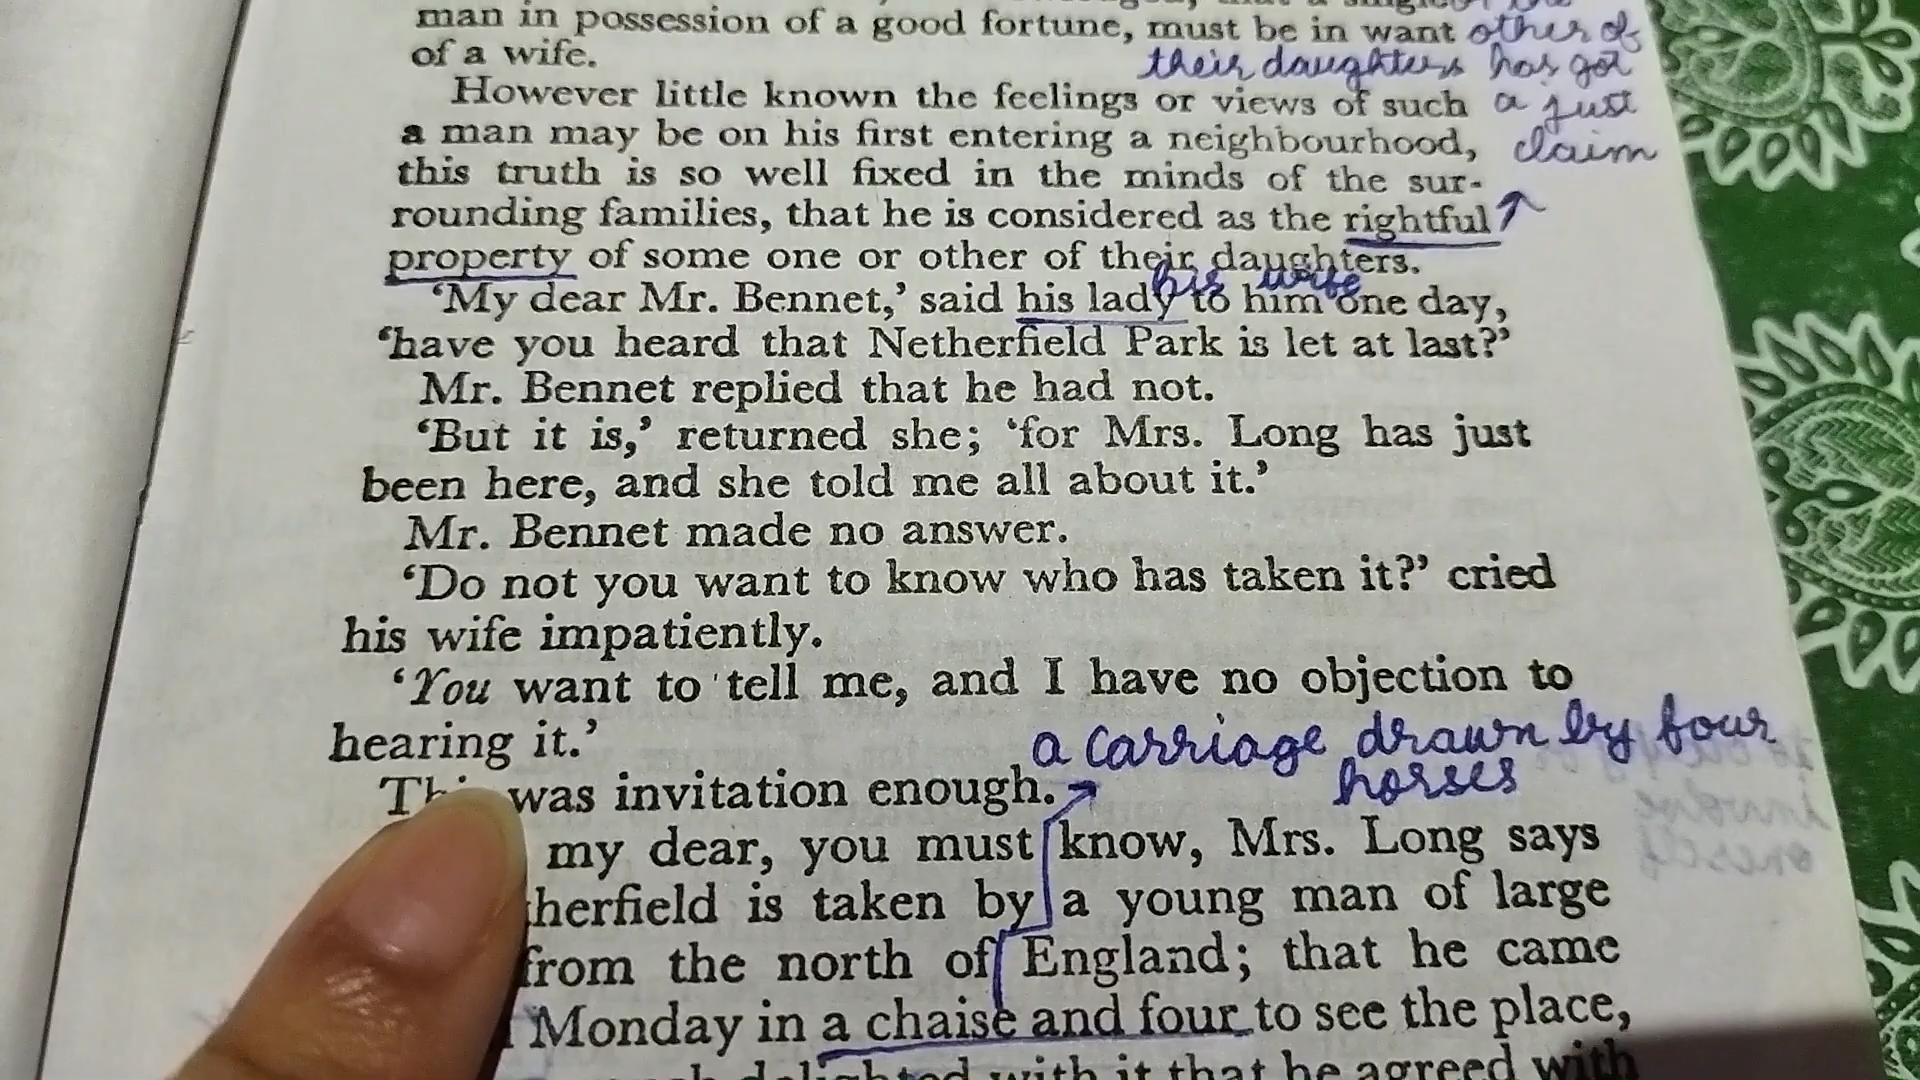 man in possession of a good fortune, must be in want other of
of a wife. their daughters has got
However little known the feelings or views of such a just
a man may be on his first entering a neighbourhood, claim
this truth is so well fixed in the minds of the sur-
rounding families, that he is considered as the rightful
property of some one or other of their daughters.
his wife
‘My dear Mr. Bennet,’ said his lady to him one day,
‘have you heard that Netherfield Park is let at last?’
Mr. Bennet replied that he had not.
‘But it is,’ returned she; ‘for Mrs. Long has just
been here, and she told me all about it.’
Mr. Bennet made no answer.
‘Do not you want to know who has taken it?’ cried
his wife impatiently.
‘You want to tell me, and I have no objection to
hearing it.’ a carriage drawn by four
horses
was invitation enough.
my dear, you must know, Mrs. Long says
herfield is taken by a young man of large
from the north of England; that he came
Monday in a chaise and four to see the place,
delighted with it that he agreed with